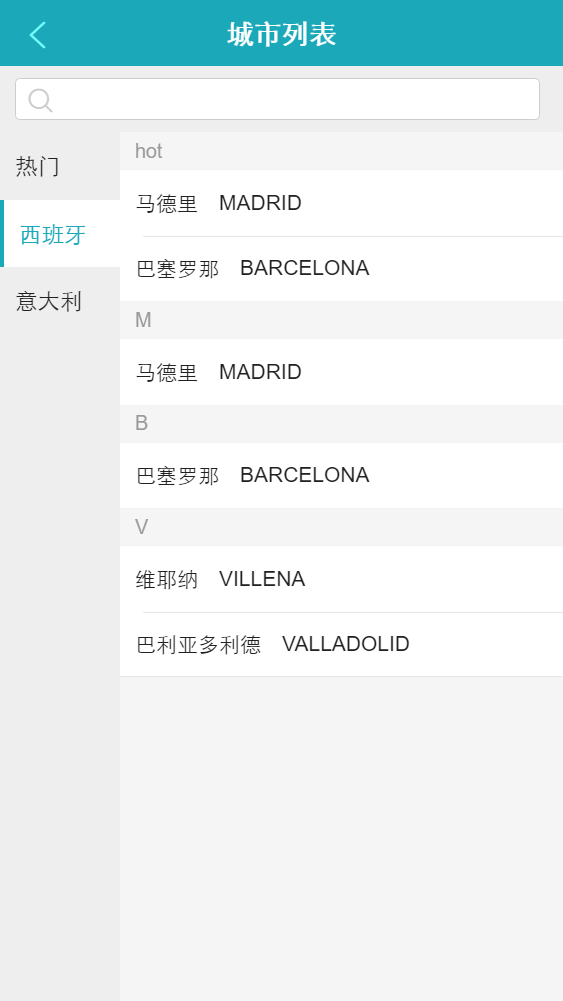 城市列表
热门
西班牙
意大利
hot
马德里 MADRID
巴塞罗那 BARCELONA
M
马德里 MADRID
B
巴塞罗那 BARCELONA
V
维耶纳 VILLENA
巴利亚多利德 VALLADOLID